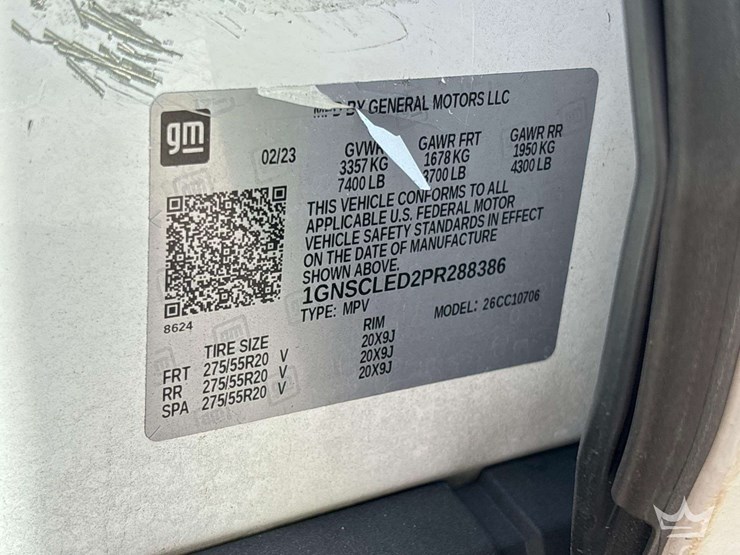 gm
BY GENERAL MOTORS LLC
02/23
GVWR GAWR FRT GAWR RR
3357 KG 1678 KG 1950 KG
7400 LB 3700 LB 4300 LB
THIS VEHICLE CONFORMS TO ALL
APPLICABLE U.S. FEDERAL MOTOR
VEHICLE SAFETY STANDARDS IN EFFECT
ON THE DATE OF MANUFACTURE
SHOWN ABOVE.
1GNSCLED2PR288386
TYPE: MPV MODEL: 26CC10706
8624
TIRE SIZE RIM
FRT 275/55R20 V 20X9J
RR 275/55R20 V 20X9J
SPA 275/55R20 V 20X9J